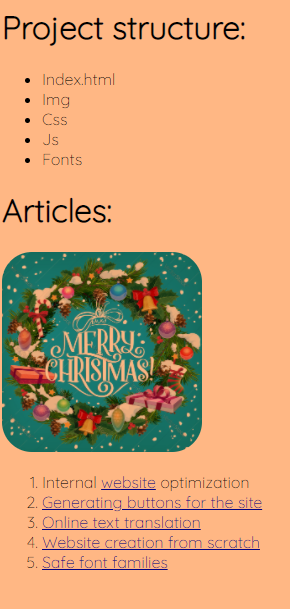 Project structure:
Index.html
Img
Css
Js
Fonts
Articles:
MERRY
CHRISTMAS!
1. Internal website optimization
2. Generating buttons for the site
3. Online text translation
4. Website creation from scratch
5. Safe font families